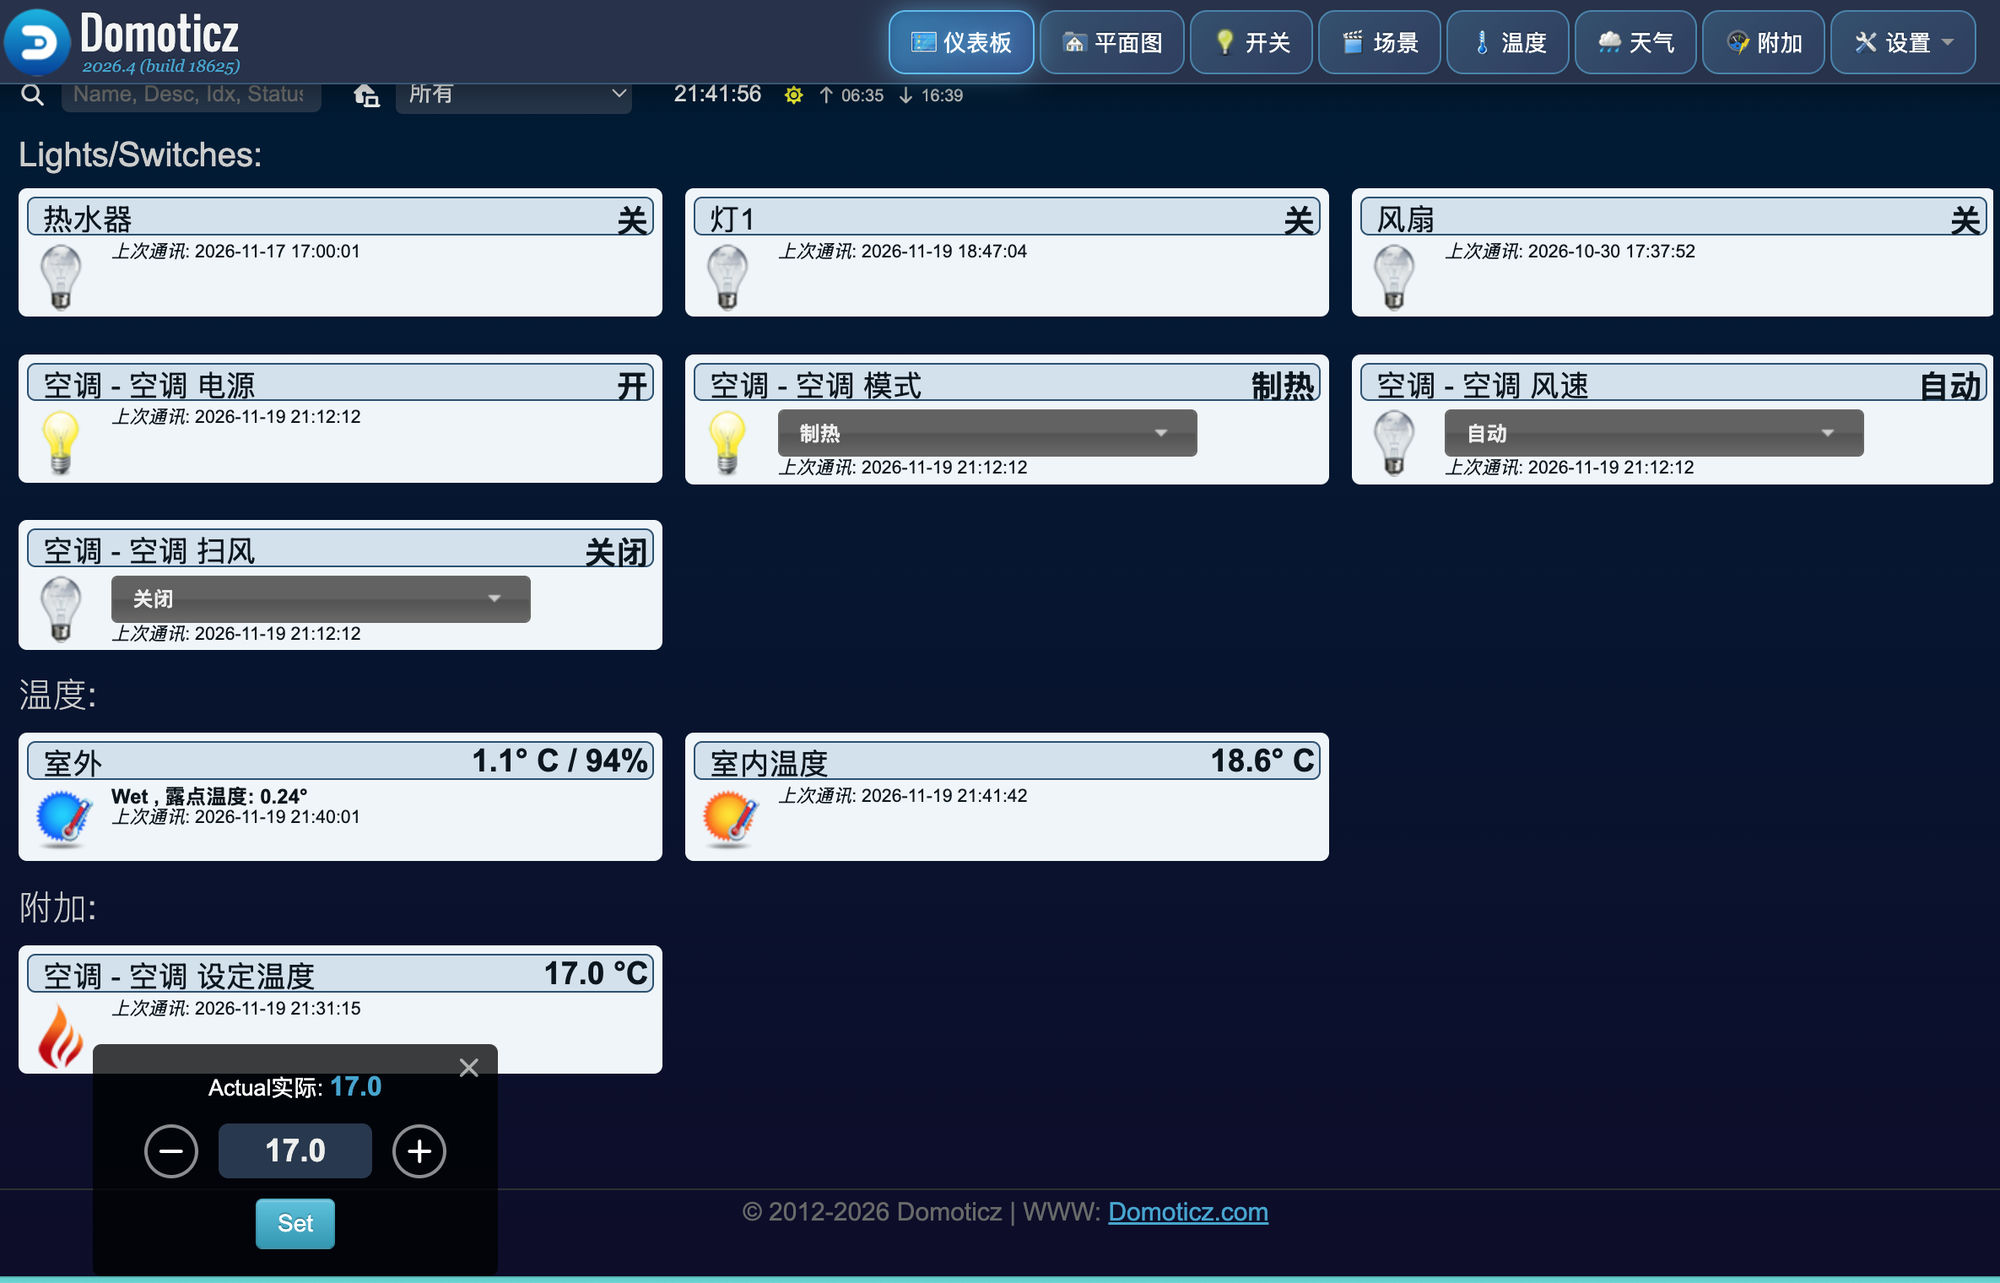 Domoticz
2026.4 (build 18625)
仪表板
平面图
开关
场景
温度
天气
附加
设置
Name, Desc, Idx, Status
所有
21:41:56
06:35
16:39
Lights/Switches:
热水器
关
上次通讯: 2026-11-17 17:00:01
灯1
关
上次通讯: 2026-11-19 18:47:04
风扇
关
上次通讯: 2026-10-30 17:37:52
空调 - 空调 电源
开
上次通讯: 2026-11-19 21:12:12
空调 - 空调 模式
制热
制热
上次通讯: 2026-11-19 21:12:12
空调 - 空调 风速
自动
自动
上次通讯: 2026-11-19 21:12:12
空调 - 空调 扫风
关闭
关闭
上次通讯: 2026-11-19 21:12:12
温度:
室外
1.1° C / 94%
Wet , 露点温度: 0.24°
上次通讯: 2026-11-19 21:40:01
室内温度
18.6° C
上次通讯: 2026-11-19 21:41:42
附加:
空调 - 空调 设定温度
17.0 °C
上次通讯: 2026-11-19 21:31:15
Actual实际: 17.0
17.0
Set
© 2012-2026 Domoticz | WWW: Domoticz.com